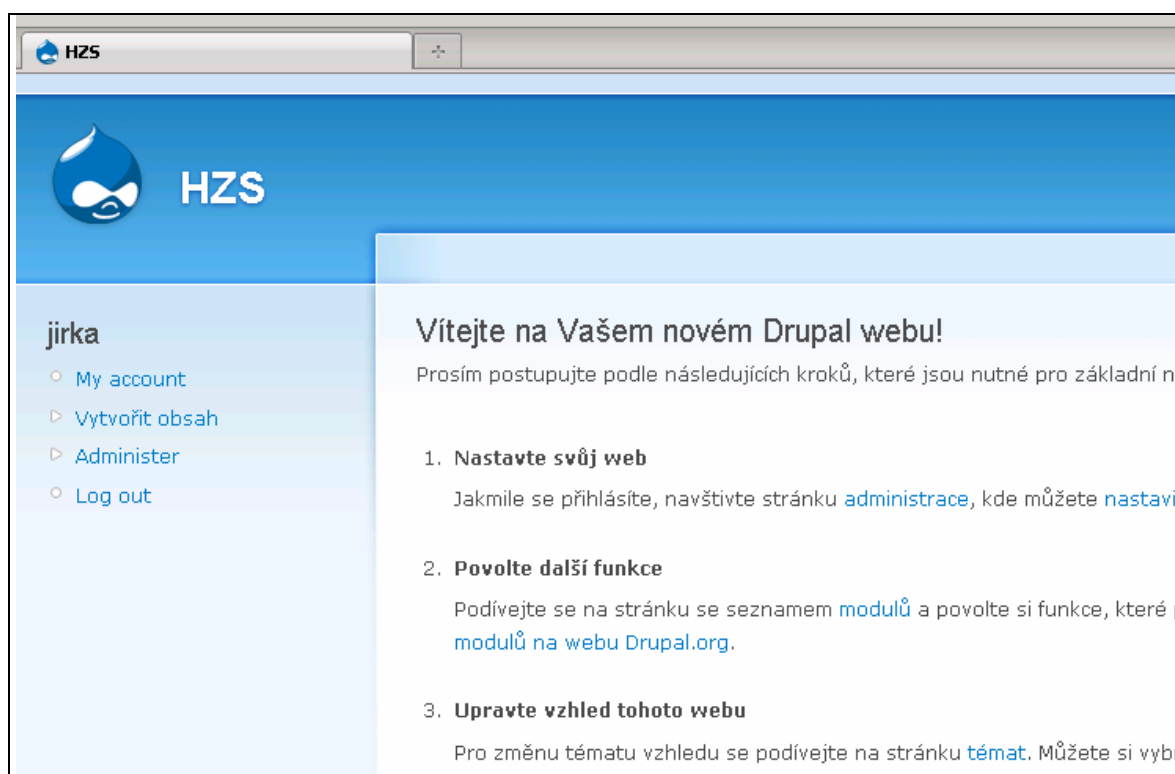 HZS
HZS
jirka
My account
Vytvořit obsah
Administer
Log out
Vítejte na Vašem novém Drupal webu!
Prosím postupujte podle následujících kroků, které jsou nutné pro základní
1. Nastavte svůj web
Jakmile se přihlásíte, navštivte stránku administrace, kde můžete
2. Povolte další funkce
Podívejte se na stránku se seznamem modulů a povolte si funkce, které
modulů na webu Drupal.org.
3. Upravte vzhled tohoto webu
Pro změnu tématu vzhledu se podívejte na stránku témat. Můžete si